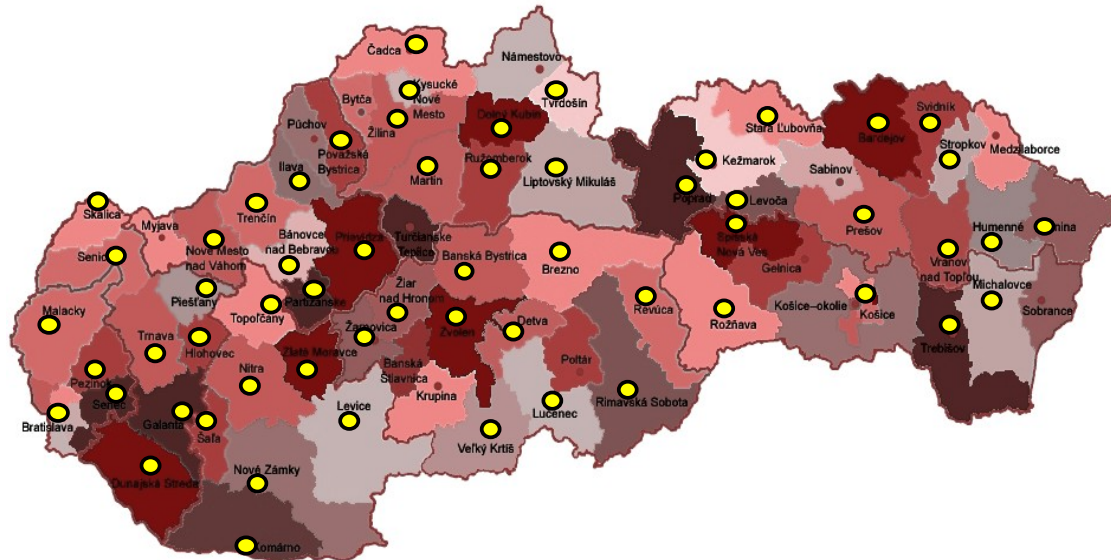 Čadca
Námestovo
Kysucké
Nové
Mesto
Bytča
Tvrdošín
Púchov
Žilina
Dolný Kubín
Považská
Bystrica
Ilava
Martin
Ružomberok
Liptovský Mikuláš
Stará Ľubovňa
Bardejov
Svidník
Stropkov
Medzilaborce
Kežmarok
Sabinov
Poprad
Levoča
Skalica
Myjava
Trenčín
Bánovce
nad Bebravou
Prievidza
Turčianske
Teplice
Senica
Nové Mesto
nad Váhom
Banská Bystrica
Brezno
Spišská
Nová Ves
Gelnica
Prešov
Humenné
Snina
Vranov
nad Topľou
Michalovce
Piešťany
Partizánske
Žiar
nad Hronom
Malacky
Topoľčany
Trnava
Hlohovec
Žarnovica
Zvolen
Detva
Revúca
Rožňava
Košice–okolie
Košice
Sobrance
Trebišov
Pezinok
Zlaté Moravce
Nitra
Banská
Štiavnica
Poltár
Senec
Krupina
Rimavská Sobota
Bratislava
Galanta
Šaľa
Levice
Lučenec
Veľký Krtíš
Dunajská Streda
Nové Zámky
Komárno